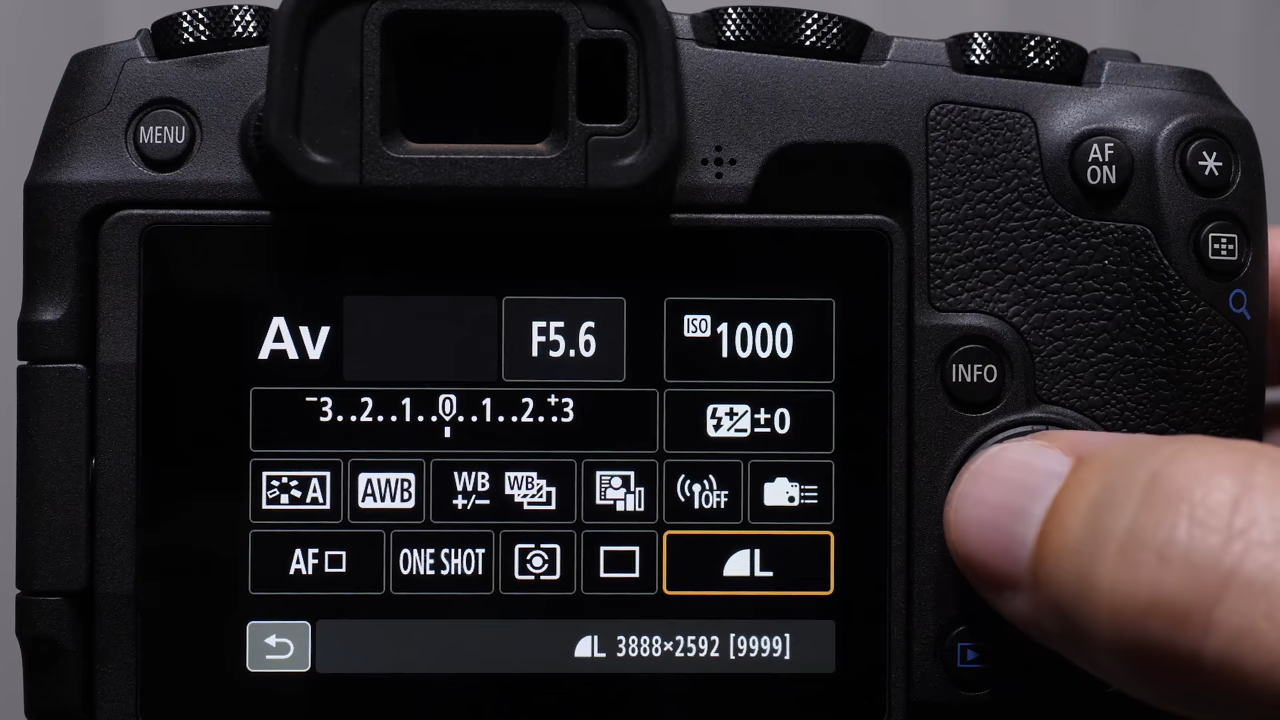 MENU
AF
ON
INFO
Av F5.6 ISO 1000
-3..2..1..0..1..2..+3 ±0
A AWB WB +/- WB OFF
AF ONE SHOT L
L 3888×2592 [9999]